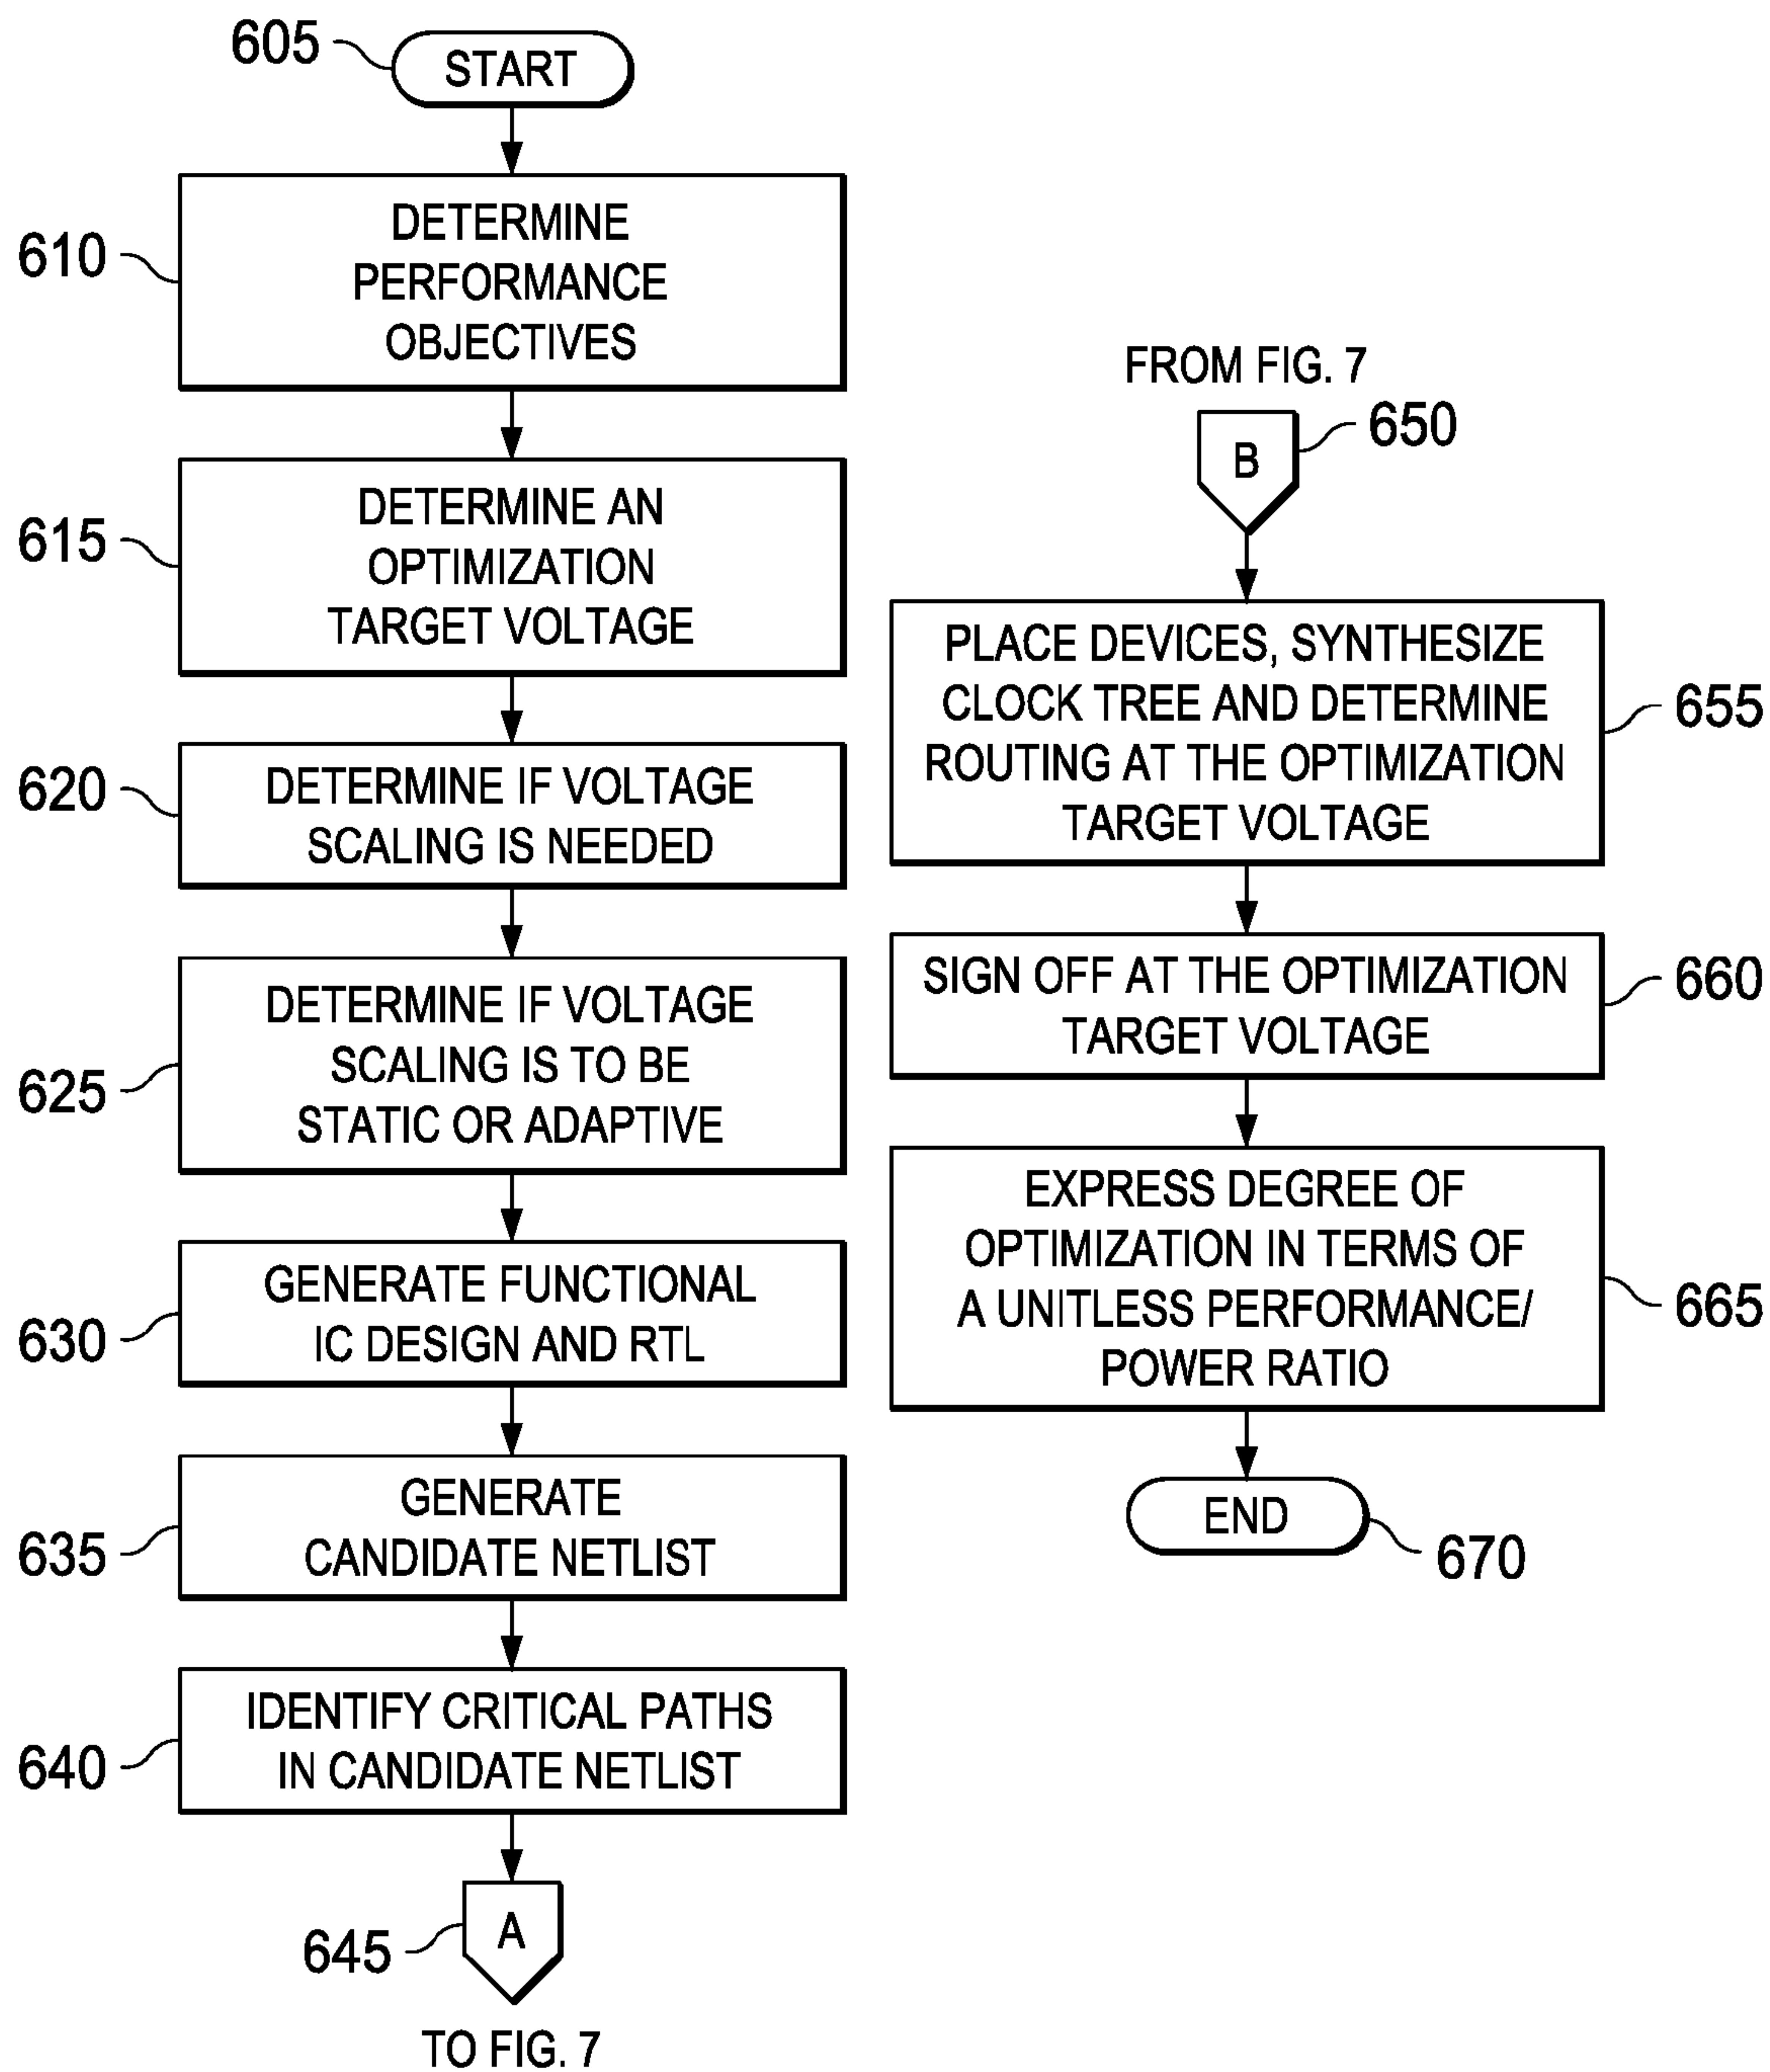 605
START
610
DETERMINE
PERFORMANCE
OBJECTIVES
615
DETERMINE AN
OPTIMIZATION
TARGET VOLTAGE
620
DETERMINE IF VOLTAGE
SCALING IS NEEDED
625
DETERMINE IF VOLTAGE
SCALING IS TO BE
STATIC OR ADAPTIVE
630
GENERATE FUNCTIONAL
IC DESIGN AND RTL
635
GENERATE
CANDIDATE NETLIST
640
IDENTIFY CRITICAL PATHS
IN CANDIDATE NETLIST
645
A
TO FIG. 7
FROM FIG. 7
B
650
PLACE DEVICES, SYNTHESIZE
CLOCK TREE AND DETERMINE
ROUTING AT THE OPTIMIZATION
TARGET VOLTAGE
655
SIGN OFF AT THE OPTIMIZATION
TARGET VOLTAGE
660
EXPRESS DEGREE OF
OPTIMIZATION IN TERMS OF
A UNITLESS PERFORMANCE/
POWER RATIO
665
END
670